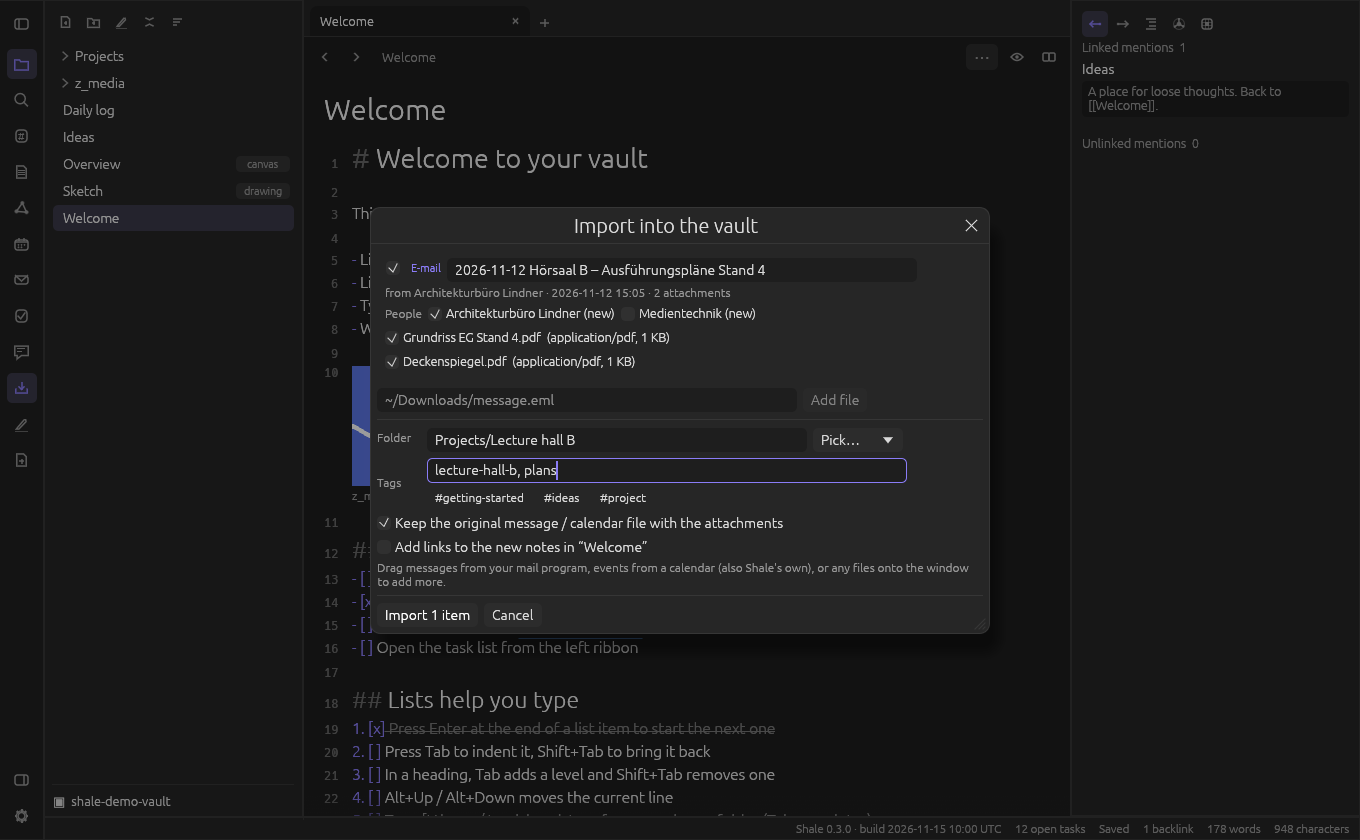 Welcome
Projects
z_media
Daily log
Ideas
Overview canvas
Sketch drawing
Welcome
shale-demo-vault
Welcome
Welcome
1 # Welcome to your vault
2
3 Thi
4
5 - Li
6 - Li
7 - Ty
8 - W
9
10
z_m
11
12 ##
13 - [ ]
14 - [x
15 - [ ]
16 - [ ] Open the task list from the left ribbon
17
18 ## Lists help you type
19 1. [x] Press Enter at the end of a list item to start the next one
20 2. [ ] Press Tab to indent it, Shift+Tab to bring it back
21 3. [ ] In a heading, Tab adds a level and Shift+Tab removes one
22 4. [ ] Alt+Up / Alt+Down moves the current line
Import into the vault
E-mail 2026-11-12 Hörsaal B – Ausführungspläne Stand 4
from Architekturbüro Lindner · 2026-11-12 15:05 · 2 attachments
People Architekturbüro Lindner (new) Medientechnik (new)
Grundriss EG Stand 4.pdf (application/pdf, 1 KB)
Deckenspiegel.pdf (application/pdf, 1 KB)
~/Downloads/message.eml Add file
Folder Projects/Lecture hall B Pick…
lecture-hall-b, plans
Tags
#getting-started #ideas #project
Keep the original message / calendar file with the attachments
Add links to the new notes in “Welcome”
Drag messages from your mail program, events from a calendar (also Shale's own), or any files onto the window
to add more.
Import 1 item Cancel
Linked mentions 1
Ideas
A place for loose thoughts. Back to
[[Welcome]].
Unlinked mentions 0
Shale 0.3.0 · build 2026-11-15 10:00 UTC 12 open tasks Saved 1 backlink 178 words 948 characters